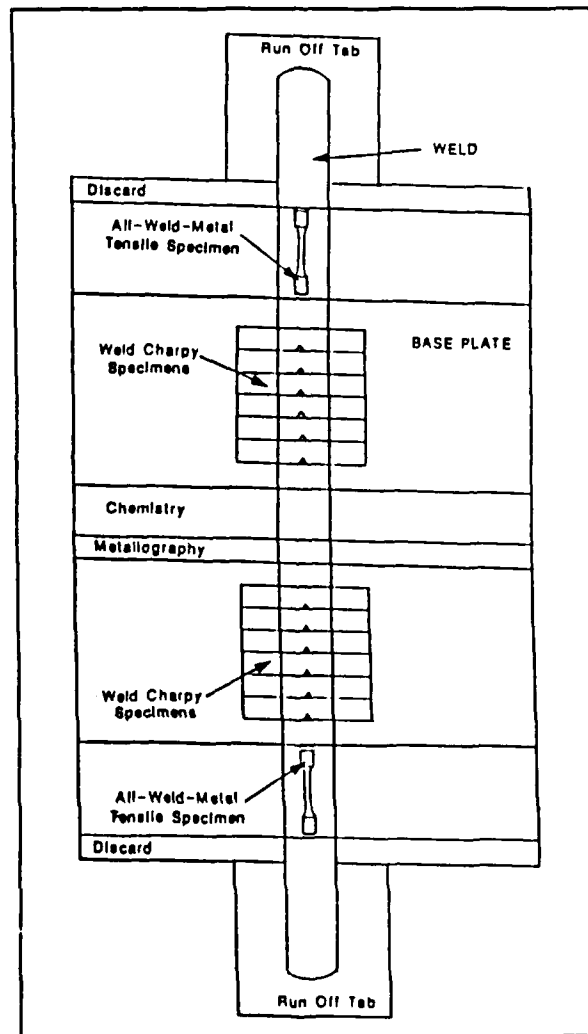 Run Off Tab
WELD
Discard
All-Weld-Metal
Tensile Specimen
BASE PLATE
Weld Charpy
Specimens
Chemistry
Metallography
Weld Charpy
Specimens
All-Weld-Metal
Tensile Specimen
Discard
Run Off Tab